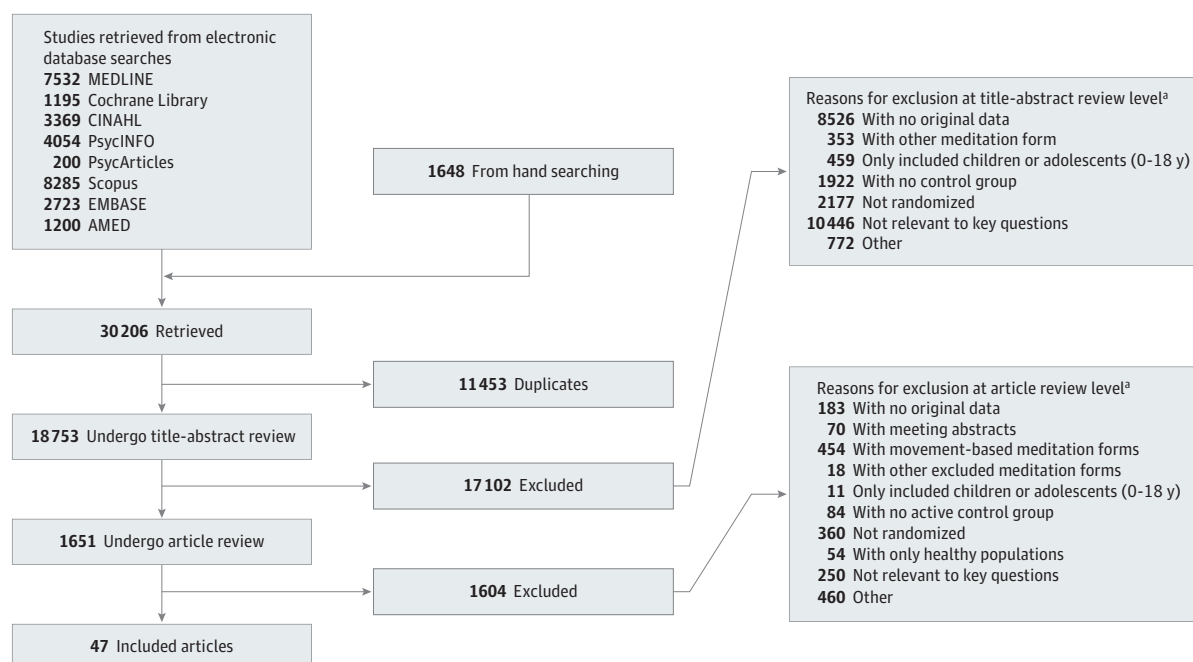 Studies retrieved from electronic
database searches
7532 MEDLINE
1195 Cochrane Library
3369 CINAHL
4054 PsycINFO
200 PsycArticles
8285 Scopus
2723 EMBASE
1200 AMED
1648 From hand searching
30206 Retrieved
11453 Duplicates
18753 Undergo title-abstract review
17102 Excluded
Reasons for exclusion at title-abstract review levelᵃ
8526 With no original data
353 With other meditation form
459 Only included children or adolescents (0-18 y)
1922 With no control group
2177 Not randomized
10446 Not relevant to key questions
772 Other
1651 Undergo article review
1604 Excluded
Reasons for exclusion at article review levelᵃ
183 With no original data
70 With meeting abstracts
454 With movement-based meditation forms
18 With other excluded meditation forms
11 Only included children or adolescents (0-18 y)
84 With no active control group
360 Not randomized
54 With only healthy populations
250 Not relevant to key questions
460 Other
47 Included articles